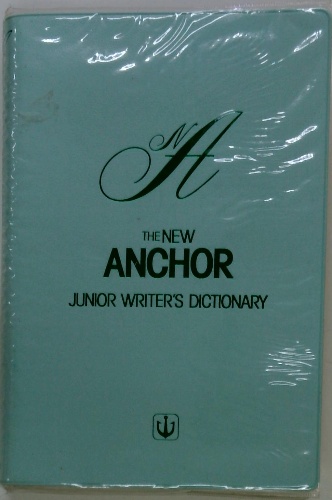 NA
THE NEW
ANCHOR
JUNIOR WRITER'S DICTIONARY